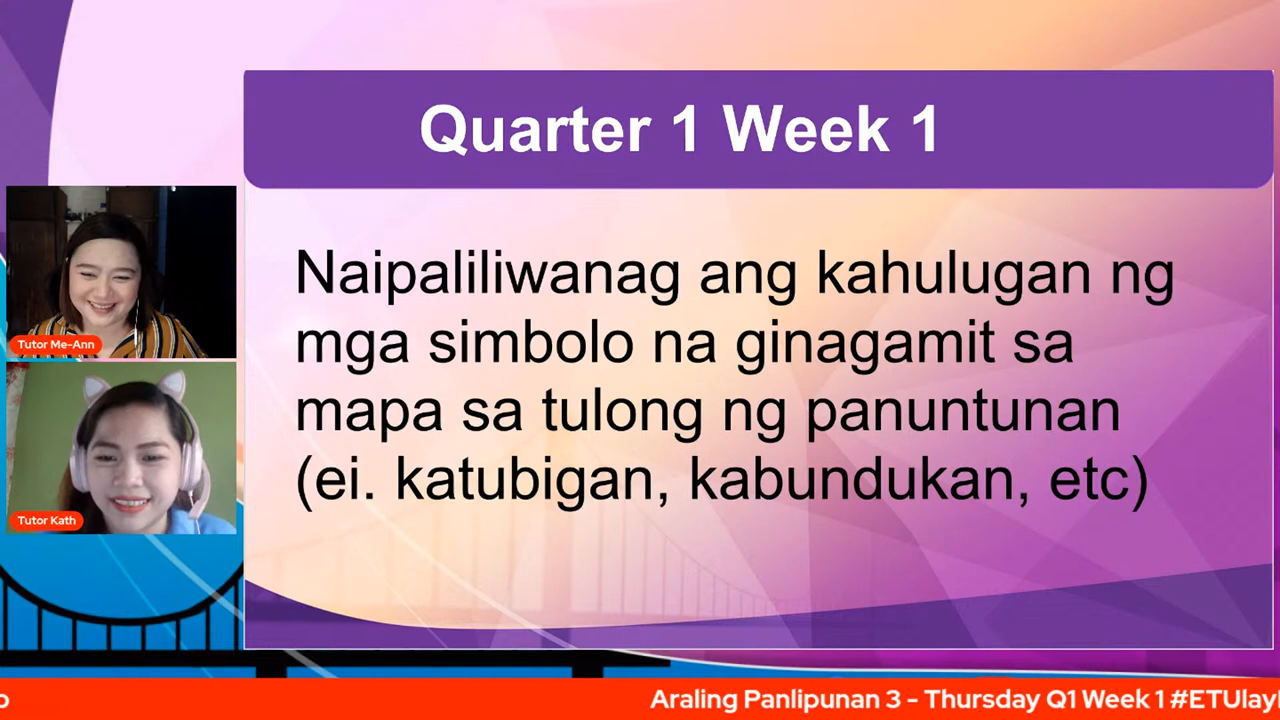 Quarter 1 Week 1
Naipaliliwanag ang kahulugan ng
mga simbolo na ginagamit sa
mapa sa tulong ng panuntunan
(ei. katubigan, kabundukan, etc)
Tutor Me-Ann
Tutor Kath
Araling Panlipunan 3 - Thursday Q1 Week 1 #ETUlay